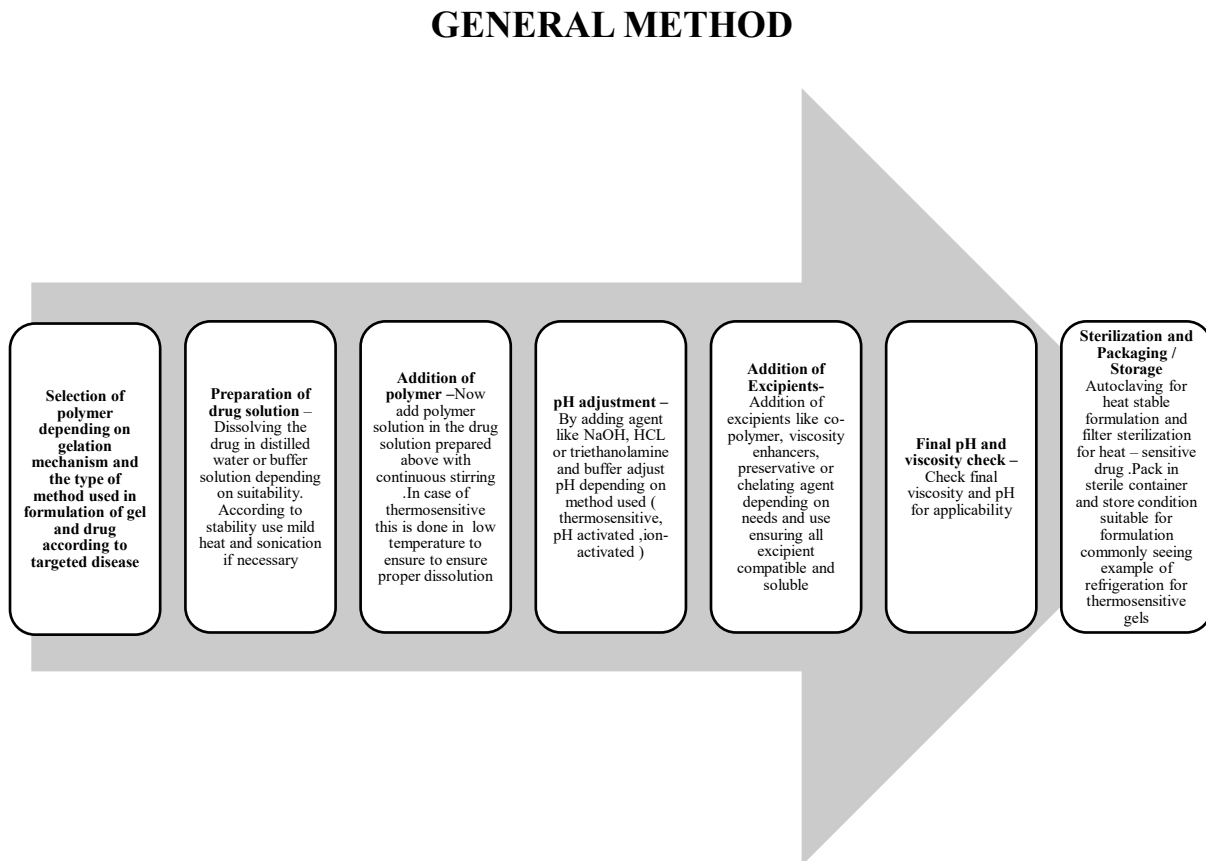 GENERAL METHOD
Selection of
polymer
depending on
gelation
mechanism and
the type of
method used in
formulation of gel
and drug
according to
targeted disease
Preparation of
drug solution –
Dissolving the
drug in distilled
water or buffer
solution depending
on suitability.
According to
stability use mild
heat and sonication
if necessary
Addition of
polymer –Now
add polymer
solution in the drug
solution prepared
above with
continuous stirring
.In case of
thermosensitive
this is done in low
temperature to
ensure to ensure
proper dissolution
pH adjustment –
By adding agent
like NaOH, HCL
or triethanolamine
and buffer adjust
pH depending on
method used (
thermosensitive,
pH activated ,ion-
activated )
Addition of
Excipients-
Addition of
excipients like co-
polymer, viscosity
enhancers,
preservative or
chelating agent
depending on
needs and use
ensuring all
excipient
compatible and
soluble
Final pH and
viscosity check –
Check final
viscosity and pH
for applicability
Sterilization and
Packaging /
Storage
Autoclaving for
heat stable
formulation and
filter sterilization
for heat – sensitive
drug .Pack in
sterile container
and store condition
suitable for
formulation
commonly seeing
example of
refrigeration for
thermosensitive
gels